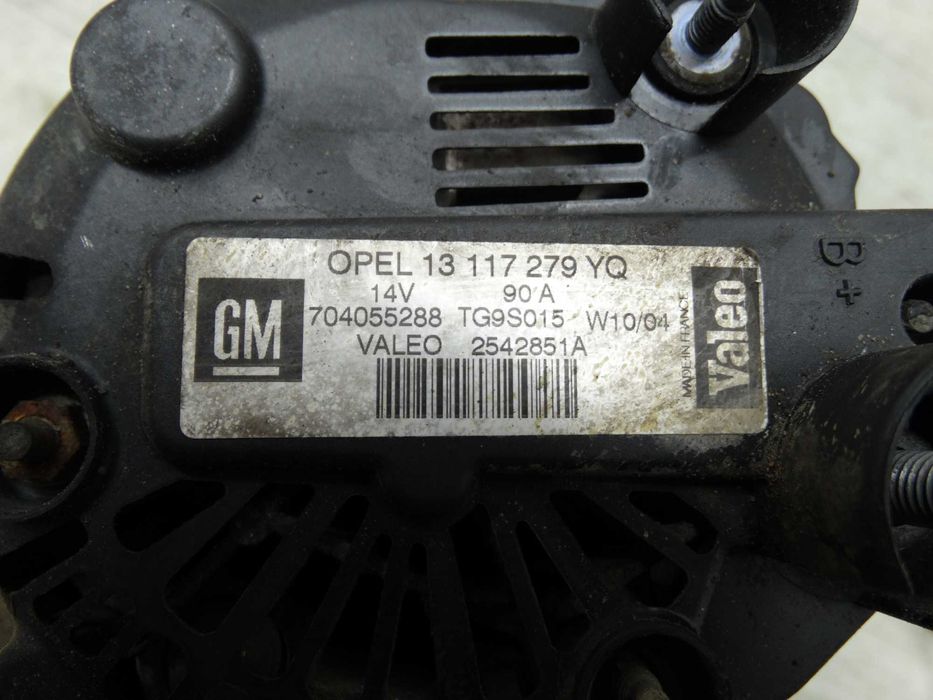 OPEL 13 117 279 YQ
GM
14V 90 A
704055288 TG9S015 W10/04
VALEO 2542851A
MADE IN FRANCE
Valeo
B+